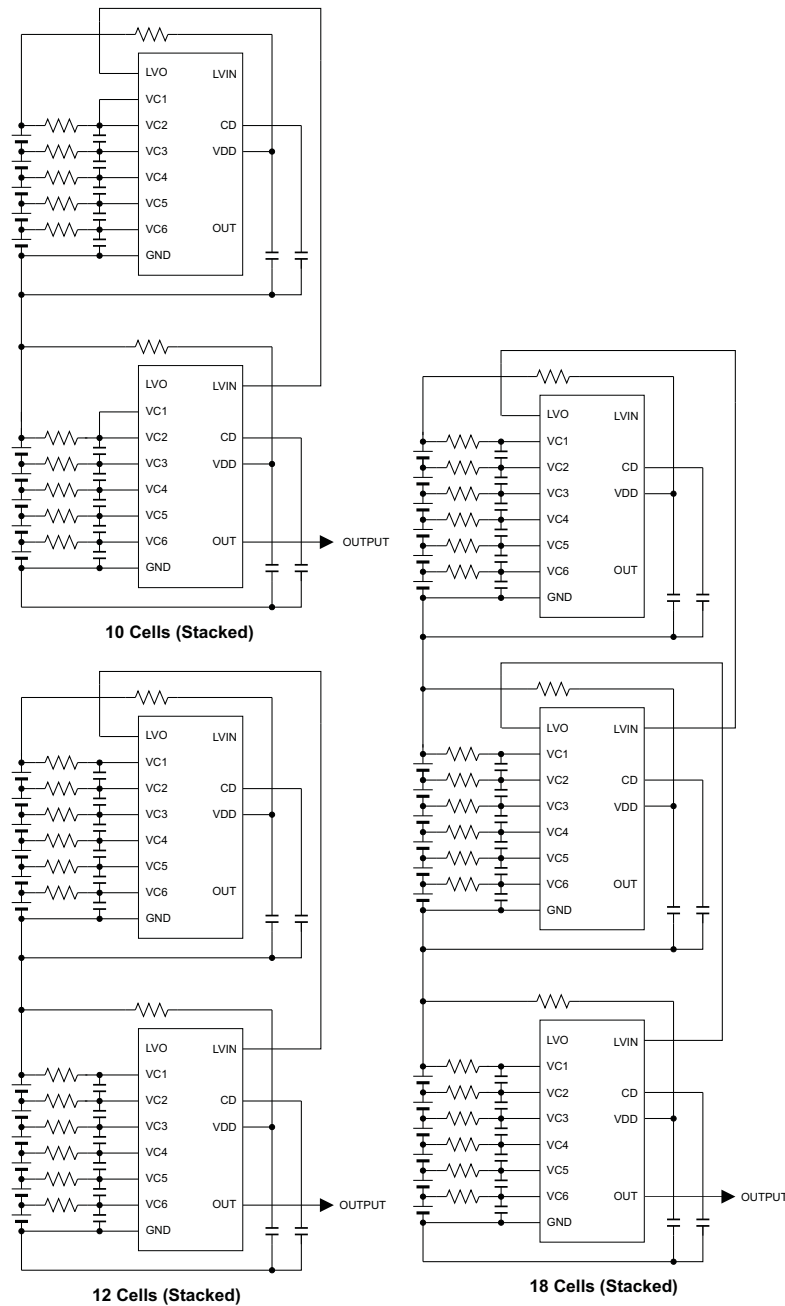 LVO LVIN
VC1
VC2 CD
VC3 VDD
VC4
VC5
VC6 OUT
GND
LVO LVIN
VC1
VC2 CD
VC3 VDD
VC4
VC5
VC6 OUT OUTPUT
GND
10 Cells (Stacked)
LVO LVIN
VC1
VC2 CD
VC3 VDD
VC4
VC5
VC6 OUT
GND
LVO LVIN
VC1
VC2 CD
VC3 VDD
VC4
VC5
VC6 OUT OUTPUT
GND
12 Cells (Stacked)
LVO LVIN
VC1
VC2 CD
VC3 VDD
VC4
VC5
VC6 OUT
GND
LVO LVIN
VC1
VC2 CD
VC3 VDD
VC4
VC5
VC6 OUT
GND
LVO LVIN
VC1
VC2 CD
VC3 VDD
VC4
VC5
VC6 OUT OUTPUT
GND
18 Cells (Stacked)